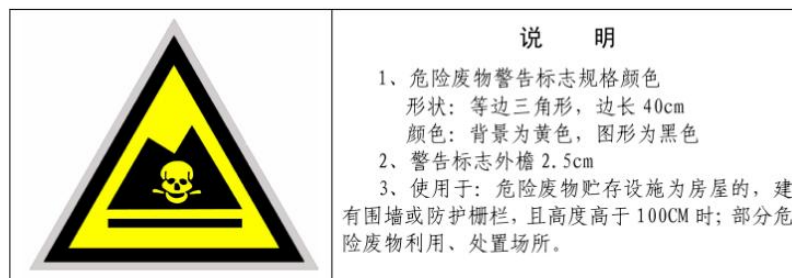 说 明
1、危险废物警告标志规格颜色
形状：等边三角形，边长 40cm
颜色：背景为黄色，图形为黑色
2、警告标志外檐 2.5cm
3、使用于：危险废物贮存设施为房屋的，建
有围墙或防护栅栏，且高度高于 100CM 时；部分危
险废物利用、处置场所。